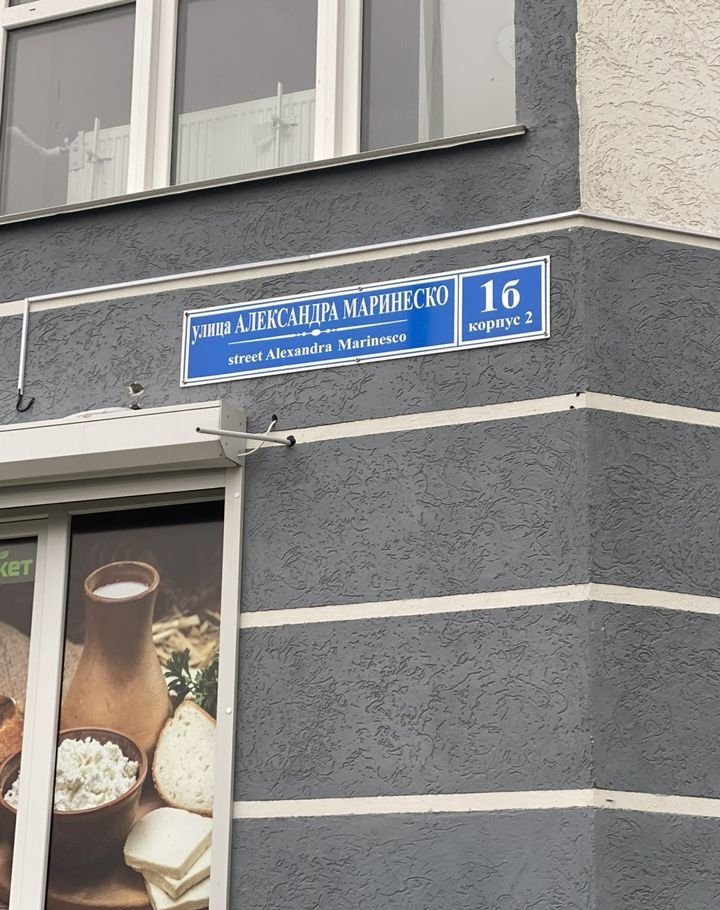 улица АЛЕКСАНДРА МАРИНЕСКО
street Alexandra Marinesco
1б
корпус 2
кет